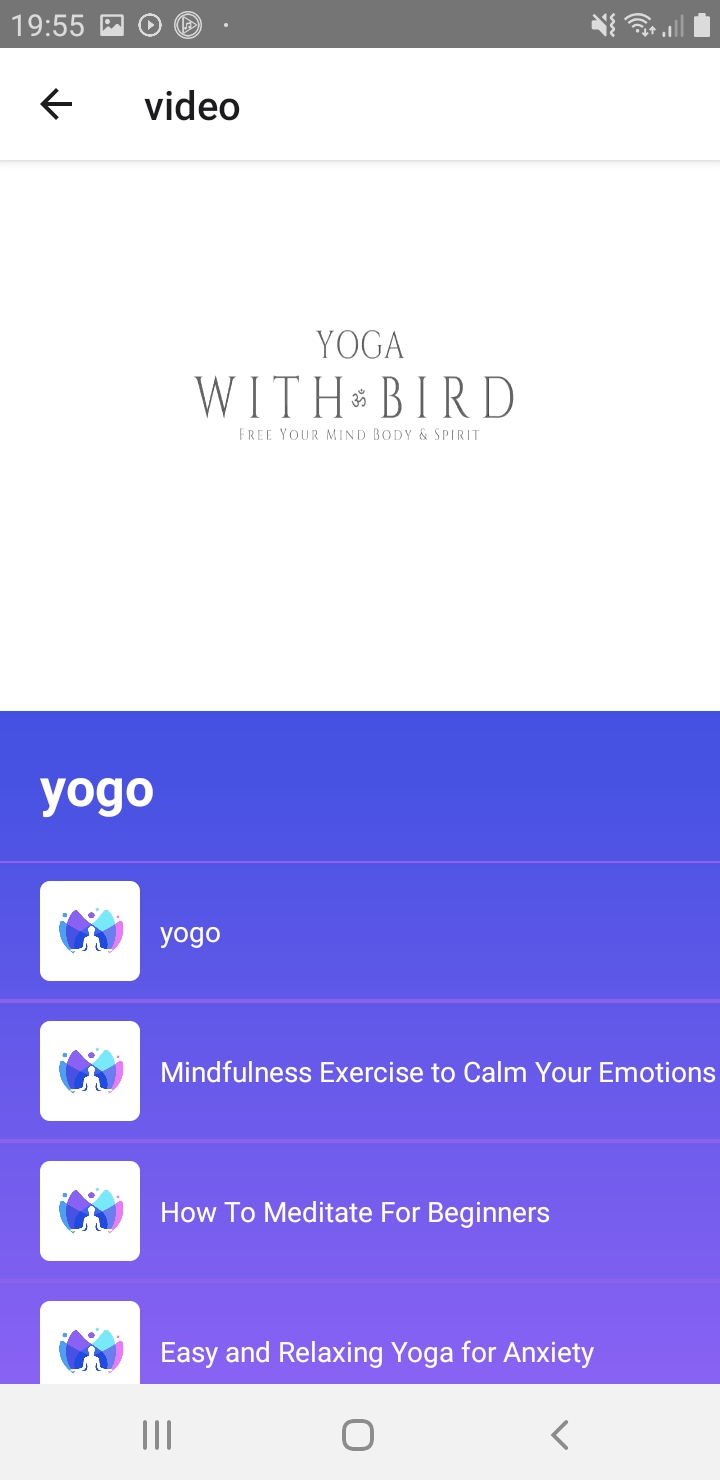 19:55
video
YOGA
WITH ॐ BIRD
FREE YOUR MIND BODY & SPIRIT
yogo
yogo
Mindfulness Exercise to Calm Your Emotions
How To Meditate For Beginners
Easy and Relaxing Yoga for Anxiety